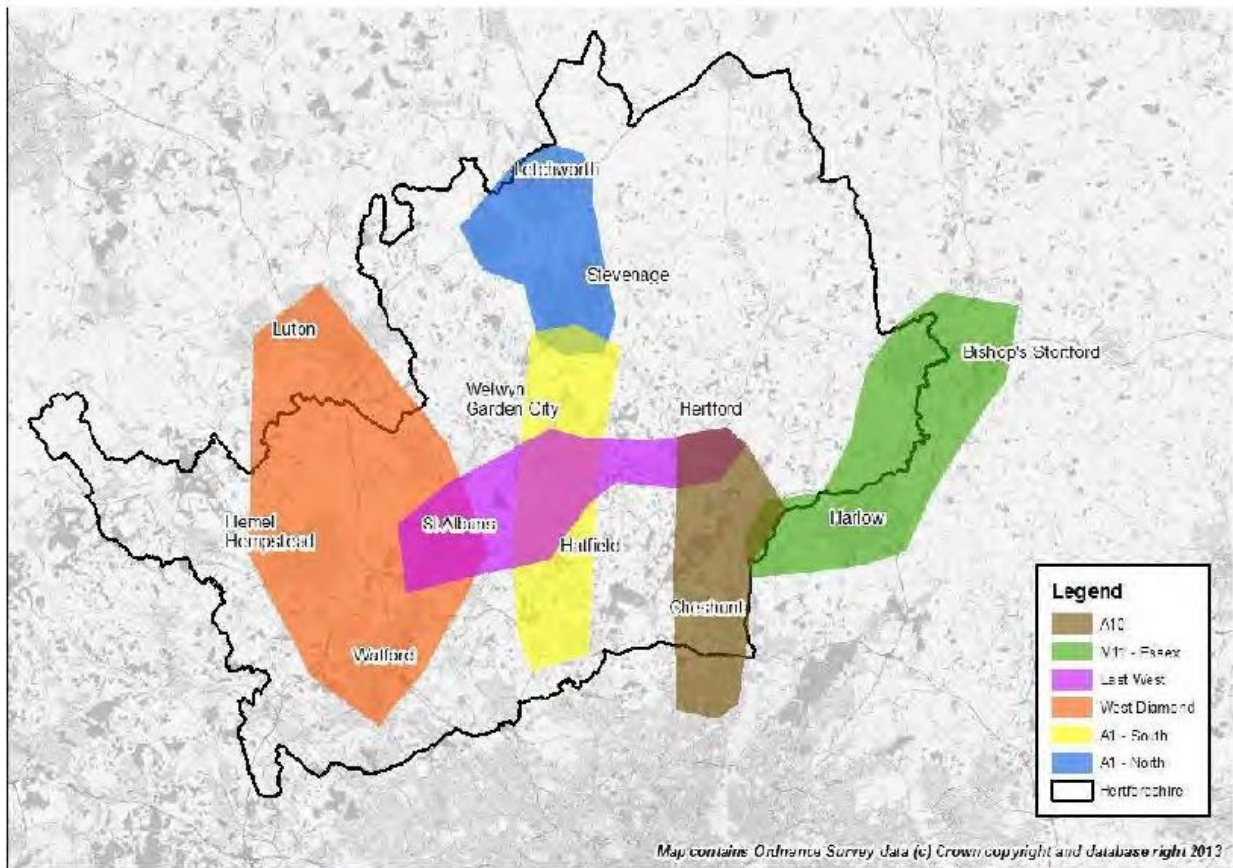 Letchworth
Stevenage
Luton
Bishop's Stortford
Welwyn
Garden City
Hertford
Hemel
Hempstead
St Albans
Harlow
Hatfield
Cheshunt
Watford
Legend
A10
M11 - Essex
East West
West Diamond
A1 - South
A1 - North
Hertfordshire
Map contains Ordnance Survey data (c) Crown copyright and database right 2013